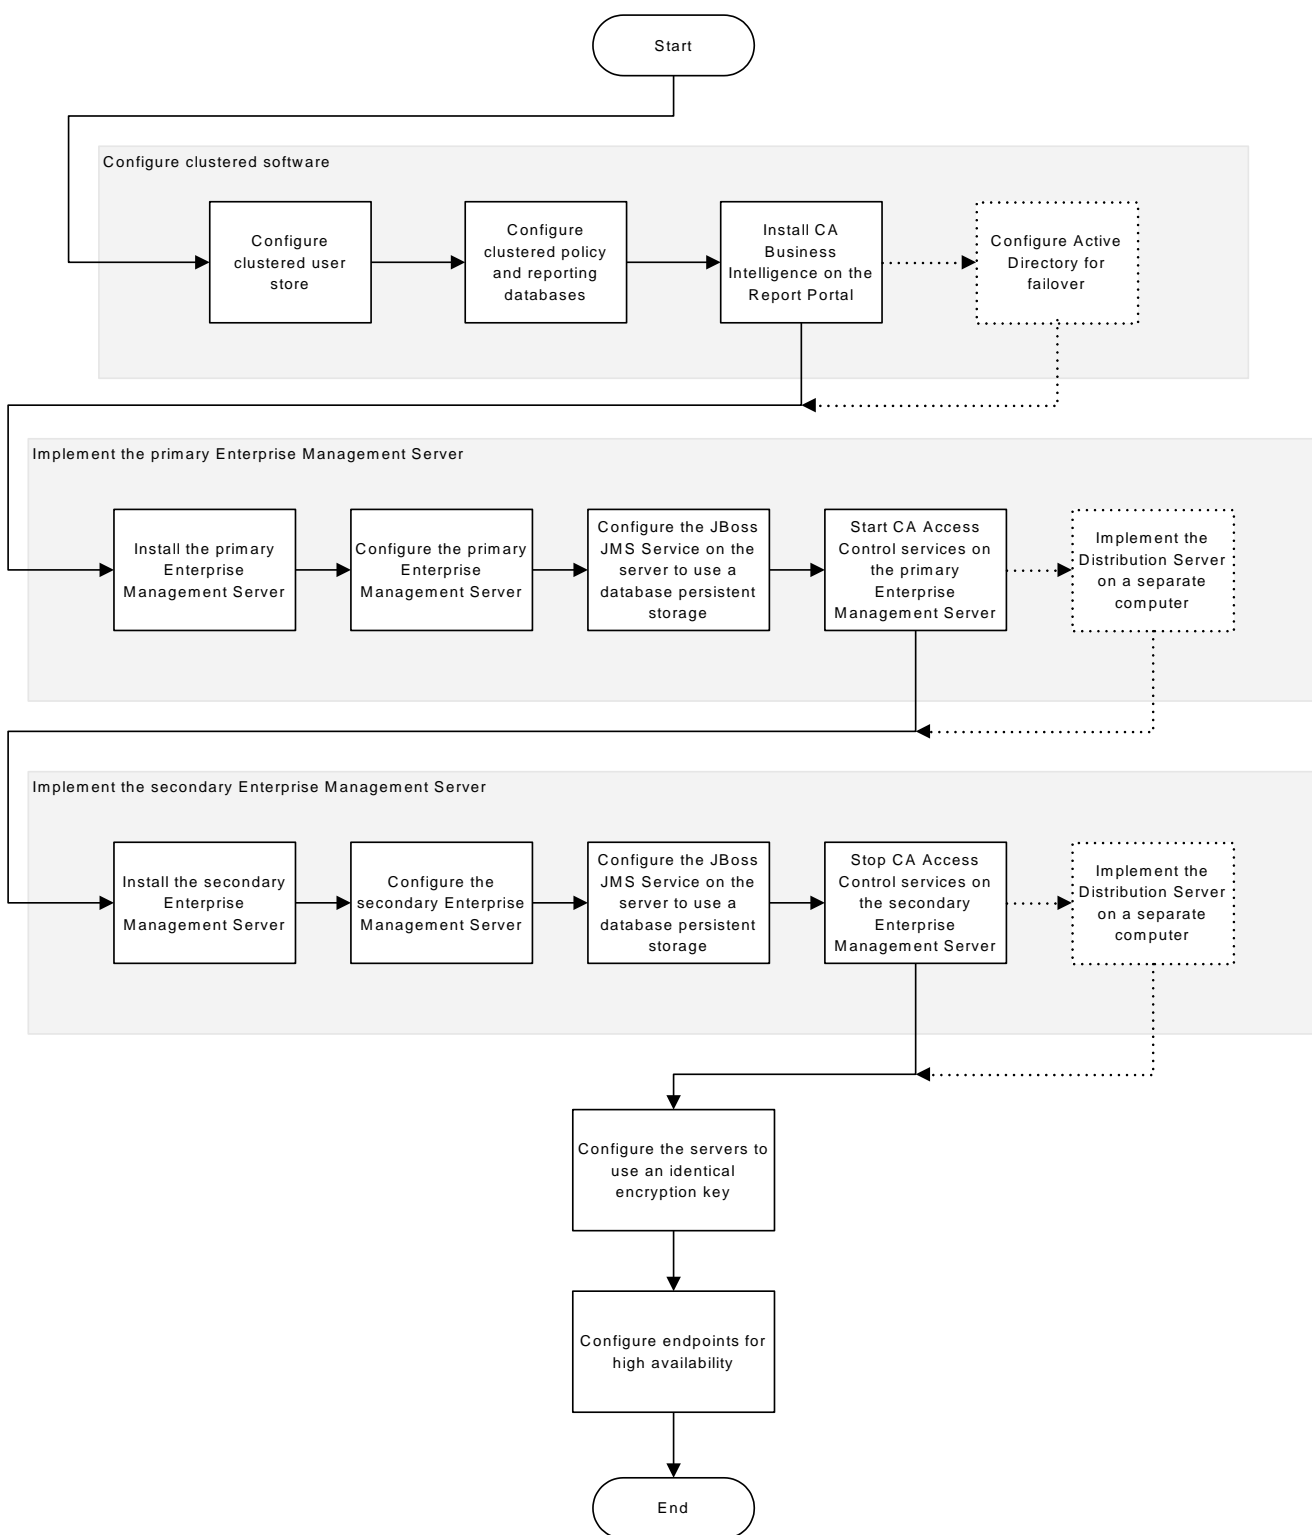 Start
Configure clustered software
Configure
clustered user
store
Configure
clustered policy
and reporting
databases
Install CA
Business
Intelligence on the
Report Portal
Configure Active
Directory for
failover
Implement the primary Enterprise Management Server
Install the primary
Enterprise
Management Server
Configure the primary
Enterprise
Management Server
Configure the JBoss
JMS Service on the
server to use a
database persistent
storage
Start CA Access
Control services on
the primary
Enterprise
Management Server
Implement the
Distribution Server
on a separate
computer
Implement the secondary Enterprise Management Server
Install the secondary
Enterprise
Management Server
Configure the
secondary Enterprise
Management Server
Configure the JBoss
JMS Service on the
server to use a
database persistent
storage
Stop CA Access
Control services on
the secondary
Enterprise
Management Server
Implement the
Distribution Server
on a separate
computer
Configure the servers to
use an identical
encryption key
Configure endpoints for
high availability
End